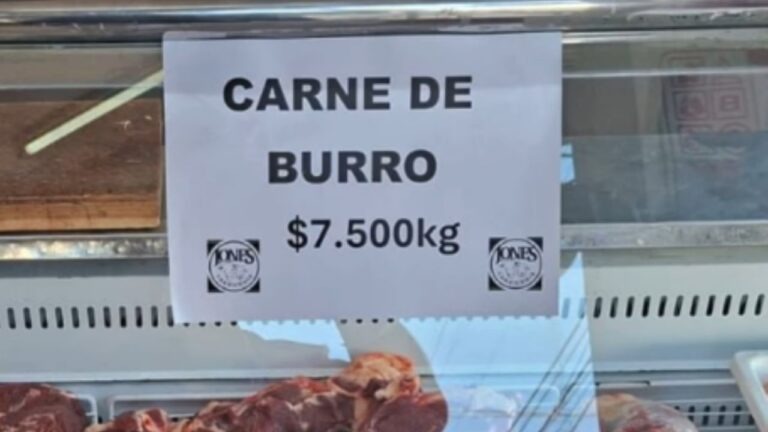 CARNE DE
BURRO
$7.500kg
JONES
JONES